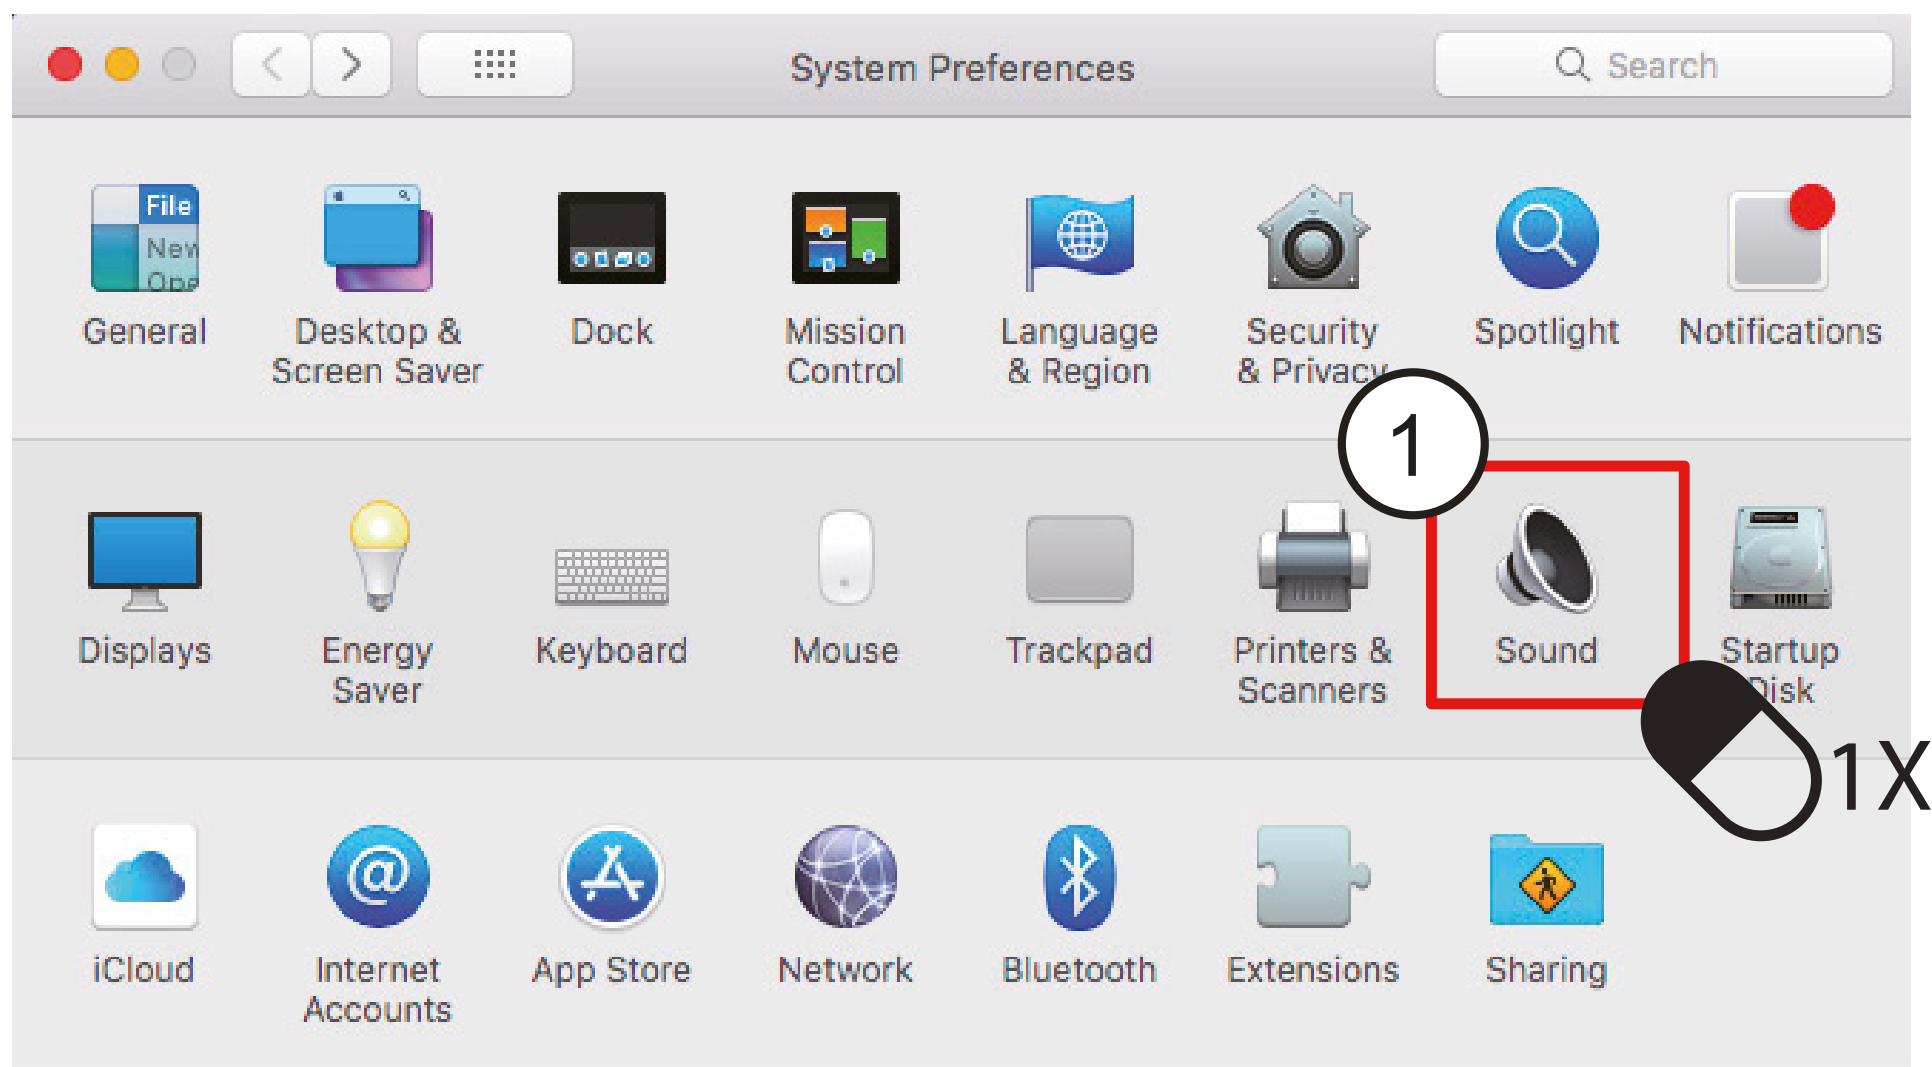 System Preferences
Search
File
New
Ope
General
Desktop &
Screen Saver
Dock
Mission
Control
Language
& Region
Security
& Privacy
Spotlight
Notifications
1
Displays
Energy
Saver
Keyboard
Mouse
Trackpad
Printers &
Scanners
Sound
Startup
Disk
1X
iCloud
@
Internet
Accounts
App Store
Network
Bluetooth
Extensions
Sharing